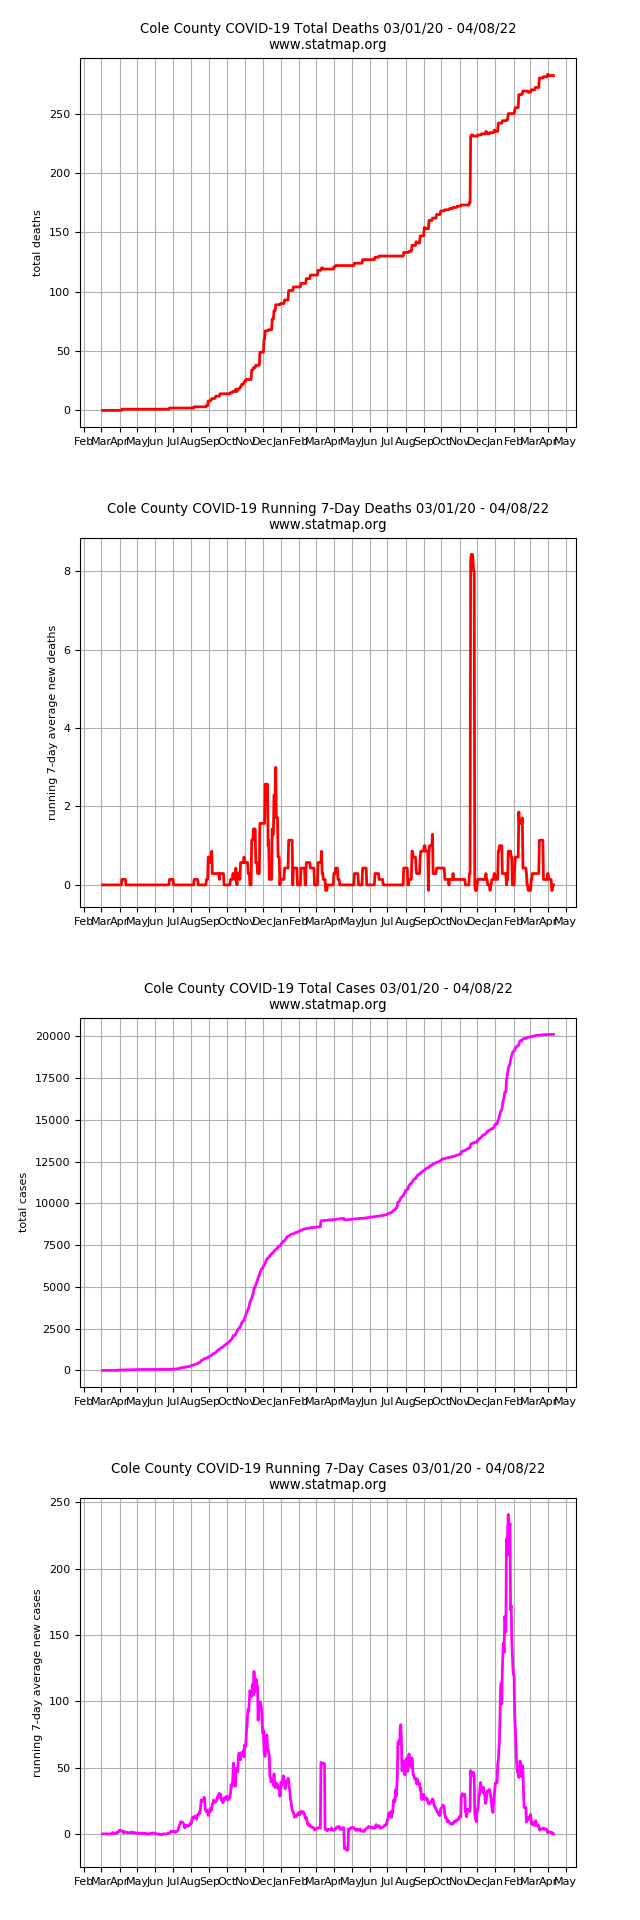 Cole County COVID-19 Total Deaths 03/01/20 - 04/08/22
www.statmap.org
250
200
150
100
50
0
total deaths
Feb Mar Apr May Jun Jul Aug Sep Oct Nov Dec Jan Feb Mar Apr May Jun Jul Aug Sep Oct Nov Dec Jan Feb Mar Apr May
Cole County COVID-19 Running 7-Day Deaths 03/01/20 - 04/08/22
www.statmap.org
8
6
4
2
0
running 7-day average new deaths
Feb Mar Apr May Jun Jul Aug Sep Oct Nov Dec Jan Feb Mar Apr May Jun Jul Aug Sep Oct Nov Dec Jan Feb Mar Apr May
Cole County COVID-19 Total Cases 03/01/20 - 04/08/22
www.statmap.org
20000
17500
15000
12500
10000
7500
5000
2500
0
total cases
Feb Mar Apr May Jun Jul Aug Sep Oct Nov Dec Jan Feb Mar Apr May Jun Jul Aug Sep Oct Nov Dec Jan Feb Mar Apr May
Cole County COVID-19 Running 7-Day Cases 03/01/20 - 04/08/22
www.statmap.org
250
200
150
100
50
0
running 7-day average new cases
Feb Mar Apr May Jun Jul Aug Sep Oct Nov Dec Jan Feb Mar Apr May Jun Jul Aug Sep Oct Nov Dec Jan Feb Mar Apr May